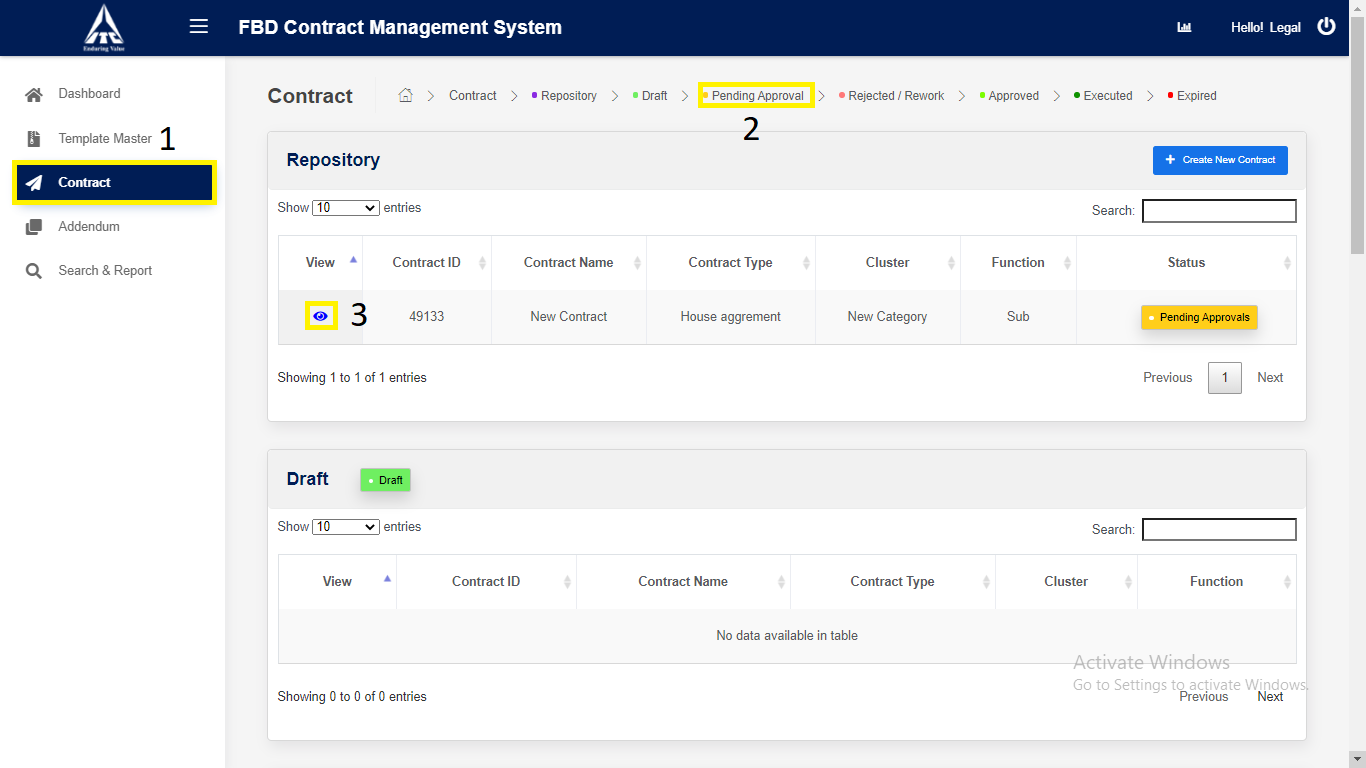 Enduring Value
FBD Contract Management System
Hello! Legal
Dashboard
Template Master 1
Contract
Addendum
Search & Report
Contract
Contract Repository Draft Pending Approval Rejected / Rework Approved Executed Expired
2
Repository
+ Create New Contract
Show 10 entries
Search:
View Contract ID Contract Name Contract Type Cluster Function Status
3 49133 New Contract House aggrement New Category Sub Pending Approvals
Showing 1 to 1 of 1 entries
Previous 1 Next
Draft Draft
Show 10 entries
Search:
View Contract ID Contract Name Contract Type Cluster Function
No data available in table
Activate Windows
Go to Settings to activate Windows.
Showing 0 to 0 of 0 entries
Previous Next